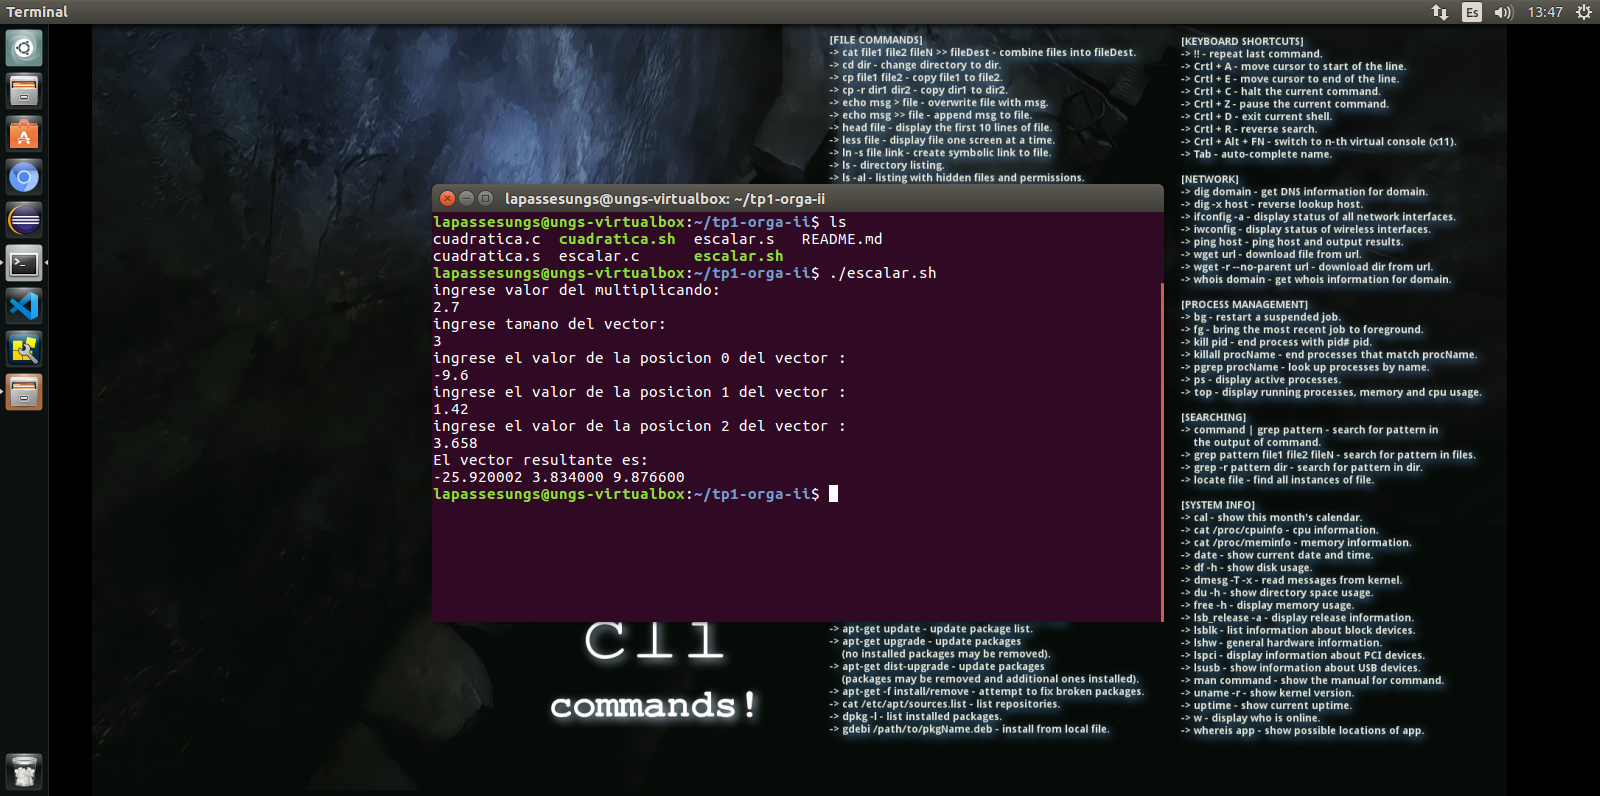 Terminal
Es
13:47
[FILE COMMANDS]
-> cat file1 file2 fileN >> fileDest - combine files into fileDest.
-> cd dir - change directory to dir.
-> cp file1 file2 - copy file1 to file2.
-> cp -r dir1 dir2 - copy dir1 to dir2.
-> echo msg > file - overwrite file with msg.
-> echo msg >> file - append msg to file.
-> head file - display the first 10 lines of file.
-> less file - display file one screen at a time.
-> ln -s file link - create symbolic link to file.
-> ls - directory listing.
-> ls -al - listing with hidden files and permissions.
lapassesungs@ungs-virtualbox: ~/tp1-orga-ii
lapassesungs@ungs-virtualbox:~/tp1-orga-ii$ ls
cuadratica.c cuadratica.sh escalar.s README.md
cuadratica.s escalar.c escalar.sh
lapassesungs@ungs-virtualbox:~/tp1-orga-ii$ ./escalar.sh
ingrese valor del multiplicando:
2.7
ingrese tamano del vector:
3
ingrese el valor de la posicion 0 del vector :
-9.6
ingrese el valor de la posicion 1 del vector :
1.42
ingrese el valor de la posicion 2 del vector :
3.658
El vector resultante es:
-25.920002 3.834000 9.876600
lapassesungs@ungs-virtualbox:~/tp1-orga-ii$
cli
commands!
-> apt-get update - update package list.
-> apt-get upgrade - update packages
(no installed packages may be removed).
-> apt-get dist-upgrade - update packages
(packages may be removed and additional ones installed).
-> apt-get -f install/remove - attempt to fix broken packages.
-> cat /etc/apt/sources.list - list repositories.
-> dpkg -l - list installed packages.
-> gdebi /path/to/pkgName.deb - install from local file.
[KEYBOARD SHORTCUTS]
-> !! - repeat last command.
-> Crtl + A - move cursor to start of the line.
-> Crtl + E - move cursor to end of the line.
-> Crtl + C - halt the current command.
-> Crtl + Z - pause the current command.
-> Crtl + D - exit current shell.
-> Crtl + R - reverse search.
-> Crtl + Alt + FN - switch to n-th virtual console (x11).
-> Tab - auto-complete name.
[NETWORK]
-> dig domain - get DNS information for domain.
-> dig -x host - reverse lookup host.
-> ifconfig -a - display status of all network interfaces.
-> iwconfig - display status of wireless interfaces.
-> ping host - ping host and output results.
-> wget url - download file from url.
-> wget -r --no-parent url - download dir from url.
-> whois domain - get whois information for domain.
[PROCESS MANAGEMENT]
-> bg - restart a suspended job.
-> fg - bring the most recent job to foreground.
-> kill pid - end process with pid# pid.
-> killall procName - end processes that match procName.
-> pgrep procName - look up processes by name.
-> ps - display active processes.
-> top - display running processes, memory and cpu usage.
[SEARCHING]
-> command | grep pattern - search for pattern in
the output of command.
-> grep pattern file1 file2 fileN - search for pattern in files.
-> grep -r pattern dir - search for pattern in dir.
-> locate file - find all instances of file.
[SYSTEM INFO]
-> cal - show this month's calendar.
-> cat /proc/cpuinfo - cpu information.
-> cat /proc/meminfo - memory information.
-> date - show current date and time.
-> df -h - show disk usage.
-> dmesg -T -x - read messages from kernel.
-> du -h - show directory space usage.
-> free -h - display memory usage.
-> lsb_release -a - display release information.
-> lsblk - list information about block devices.
-> lshw - general hardware information.
-> lspci - display information about PCI devices.
-> lsusb - show information about USB devices.
-> man command - show the manual for command.
-> uname -r - show kernel version.
-> uptime - show current uptime.
-> w - display who is online.
-> whereis app - show possible locations of app.